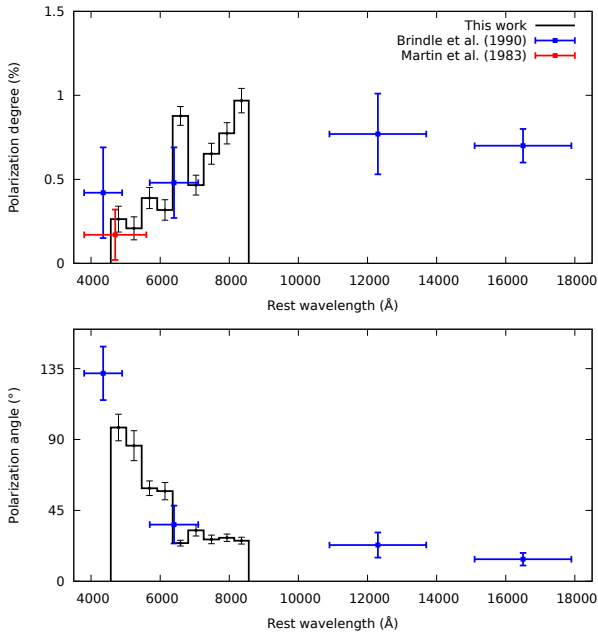 This work
Brindle et al. (1990)
Martin et al. (1983)
Polarization degree (%)
1.5
1
0.5
0
4000 6000 8000 10000 12000 14000 16000 18000
Rest wavelength (Å)
Polarization angle (°)
135
90
45
0
4000 6000 8000 10000 12000 14000 16000 18000
Rest wavelength (Å)